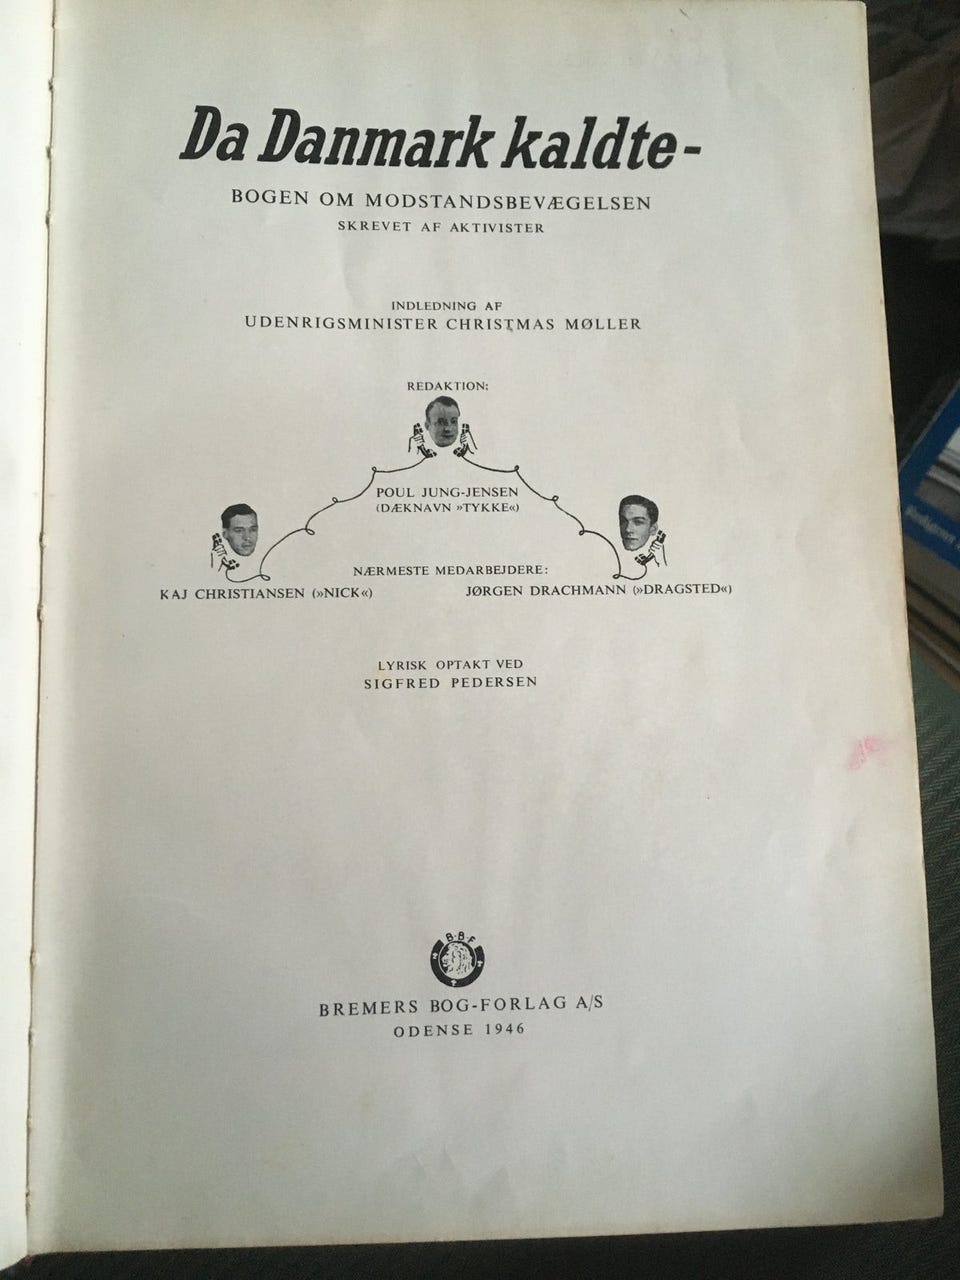 Da Danmark kaldte-
BOGEN OM MODSTANDSBEVÆGELSEN
SKREVET AF AKTIVISTER
INDLEDNING AF
UDENRIGSMINISTER CHRISTMAS MØLLER
REDAKTION:
POUL JUNG-JENSEN
(DÆKNAVN »TYKKE«)
NÆRMESTE MEDARBEJDERE:
KAJ CHRISTIANSEN (»NICK«)
JØRGEN DRACHMANN (»DRAGSTED«)
LYRISK OPTAKT VED
SIGFRED PEDERSEN
B·B·F
BREMERS BOG-FORLAG A/S
ODENSE 1946